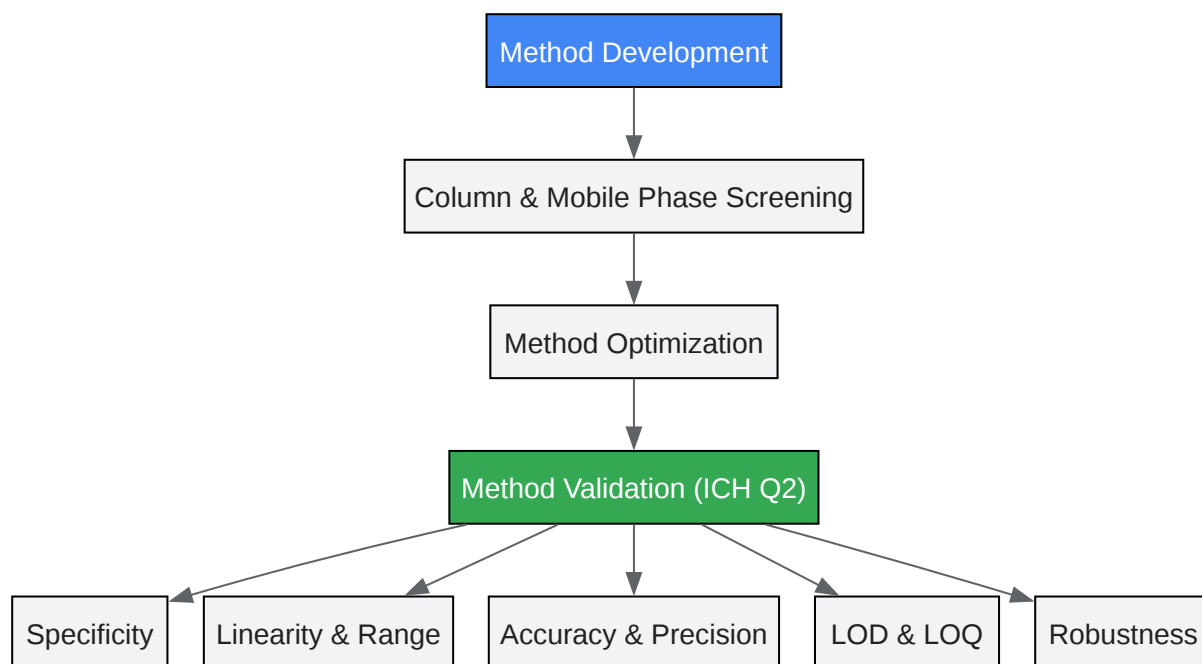 Method Development
Column & Mobile Phase Screening
Method Optimization
Method Validation (ICH Q2)
Specificity
Linearity & Range
Accuracy & Precision
LOD & LOQ
Robustness